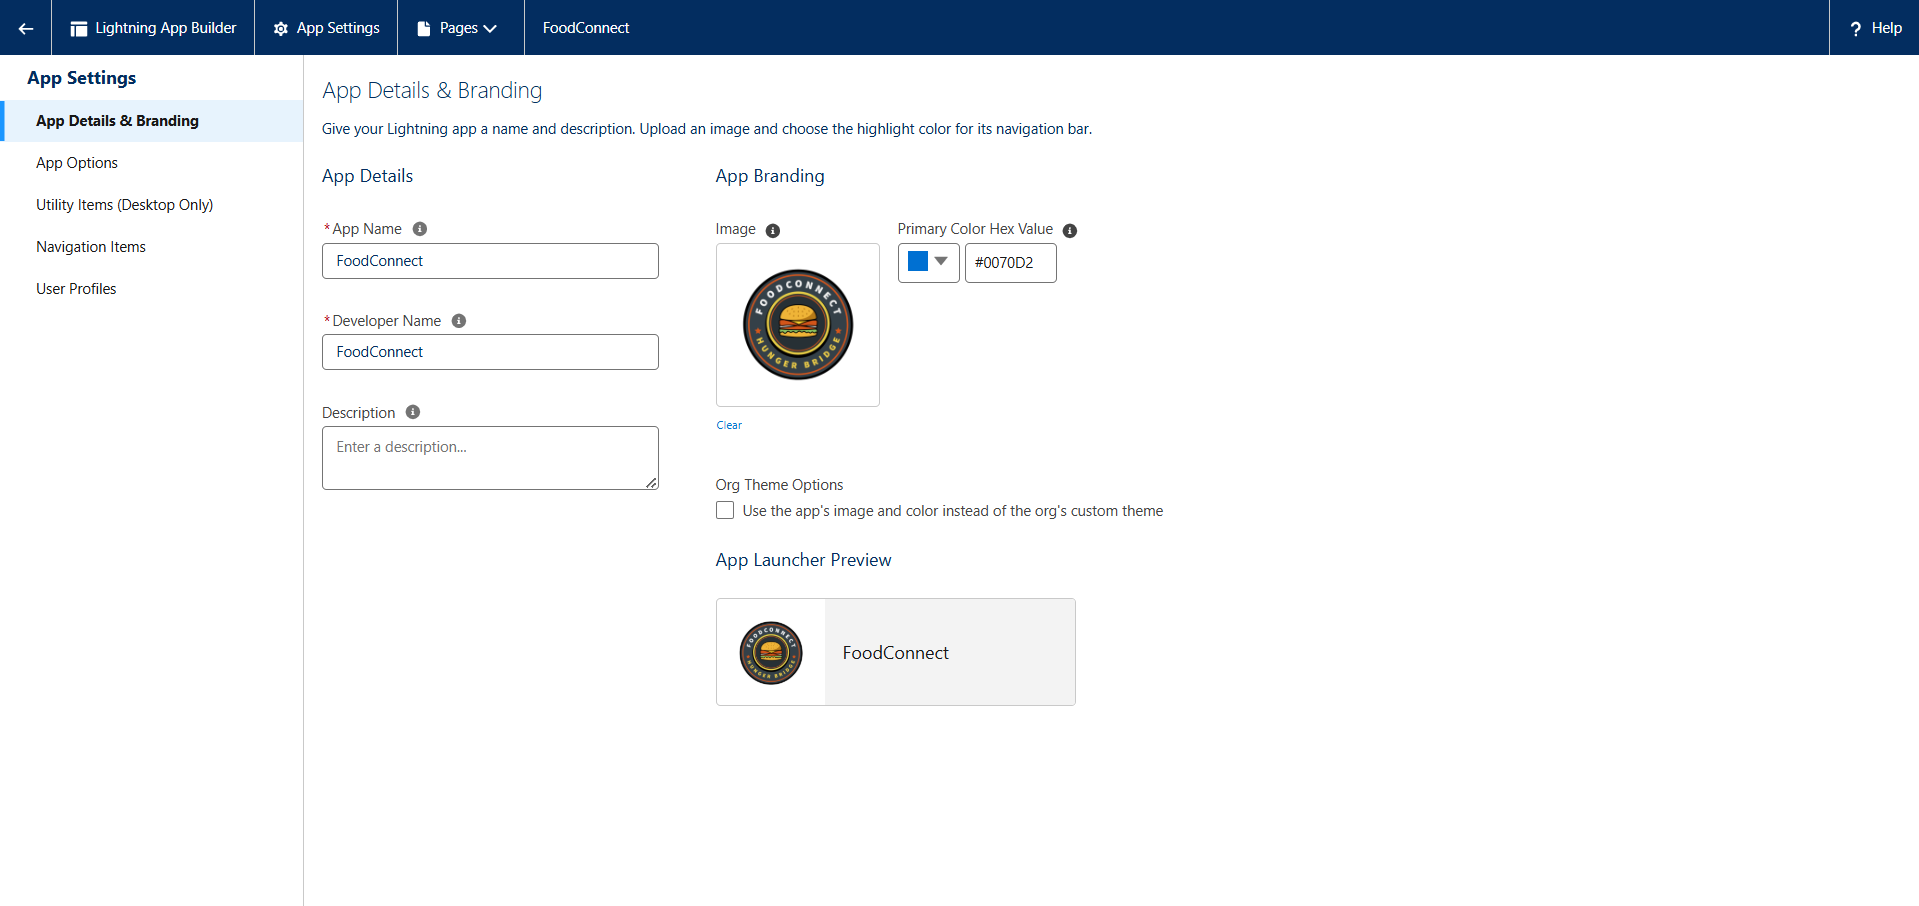 Lightning App Builder
App Settings
Pages
FoodConnect
? Help
App Settings
App Details & Branding
App Options
Utility Items (Desktop Only)
Navigation Items
User Profiles
App Details & Branding
Give your Lightning app a name and description. Upload an image and choose the highlight color for its navigation bar.
App Details
*App Name
FoodConnect
*Developer Name
FoodConnect
Description
Enter a description...
App Branding
Image
FOODCONNECT
HUNGER BRIDGE
Clear
Primary Color Hex Value
#0070D2
Org Theme Options
Use the app's image and color instead of the org's custom theme
App Launcher Preview
FOODCONNECT
HUNGER BRIDGE
FoodConnect